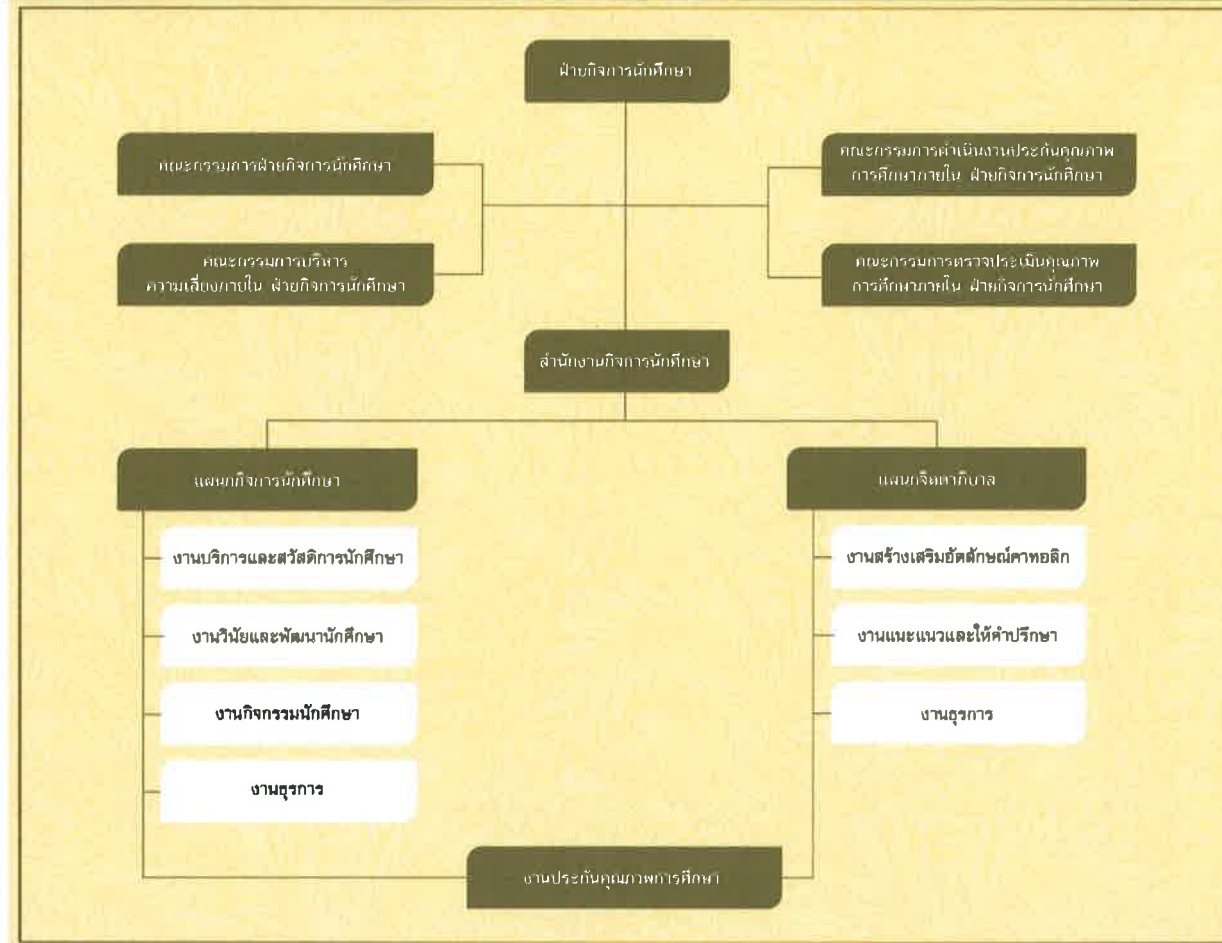 ฝ่ายกิจการนักศึกษา
คณะกรรมการฝ่ายกิจการนักศึกษา
คณะกรรมการดำเนินงานประกันคุณภาพ
การศึกษาภายใน ฝ่ายกิจการนักศึกษา
คณะกรรมการบริหาร
ความเสี่ยงภายใน ฝ่ายกิจการนักศึกษา
คณะกรรมการตรวจประเมินคุณภาพ
การศึกษาภายใน ฝ่ายกิจการนักศึกษา
สำนักงานกิจการนักศึกษา
แผนกกิจการนักศึกษา
งานบริการและสวัสดิการนักศึกษา
งานวินัยและพัฒนานักศึกษา
งานกิจกรรมนักศึกษา
งานธุรการ
แผนกจิตตาภิบาล
งานสร้างเสริมอัตลักษณ์คาทอลิก
งานแนะแนวและให้คำปรึกษา
งานธุรการ
งานประกันคุณภาพการศึกษา